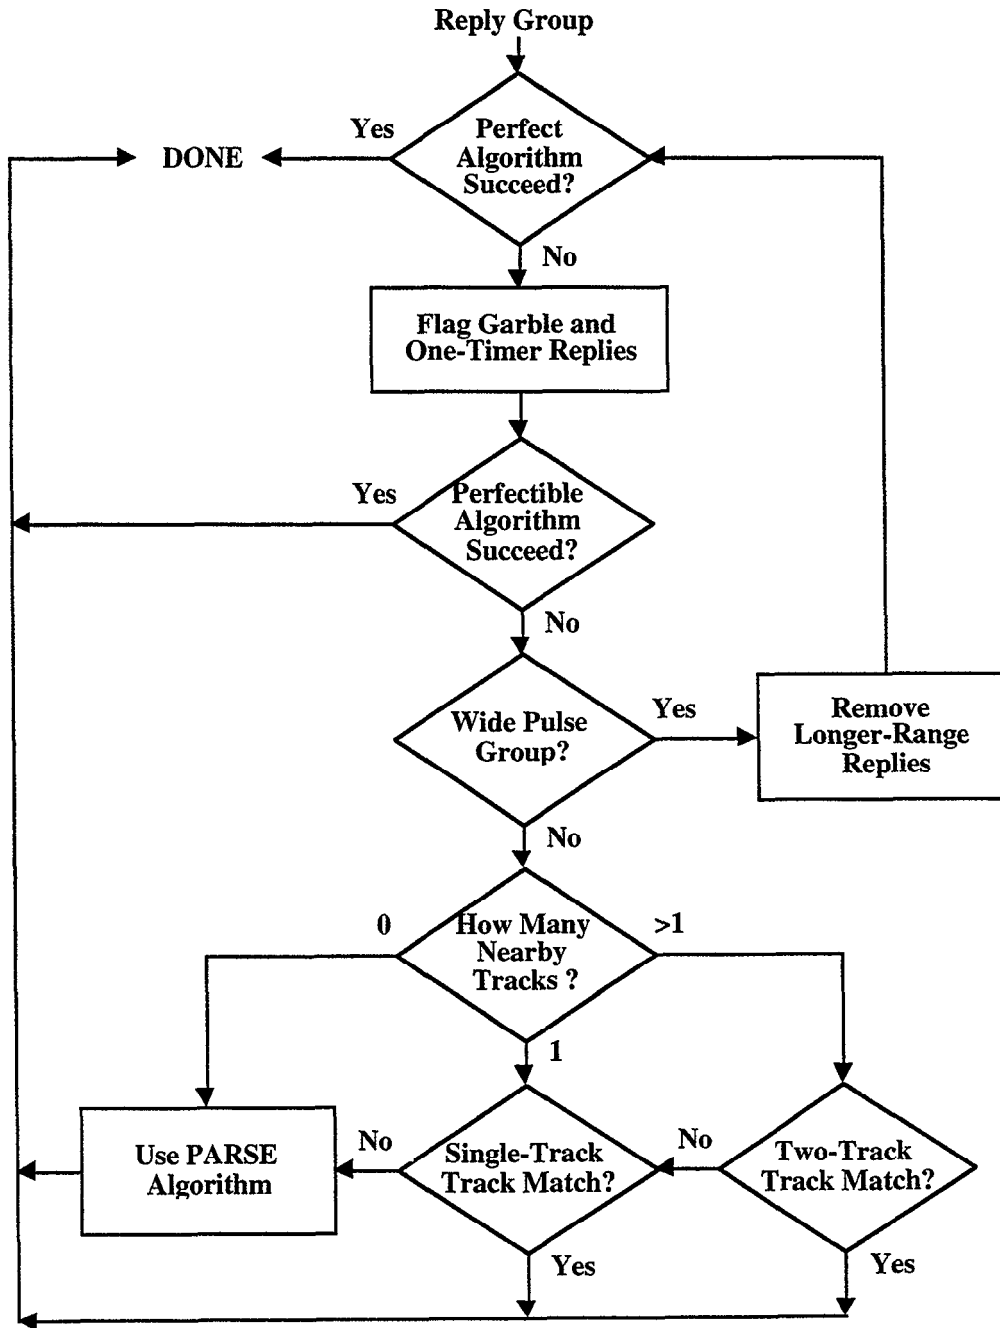 Reply Group
Yes
Perfect
Algorithm
Succeed?
DONE
No
Flag Garble and
One-Timer Replies
Yes
Perfectible
Algorithm
Succeed?
No
Wide Pulse
Group?
Yes
Remove
Longer-Range
Replies
No
0
How Many
Nearby
Tracks ?
>1
1
Use PARSE
Algorithm
No
Single-Track
Track Match?
No
Two-Track
Track Match?
Yes
Yes